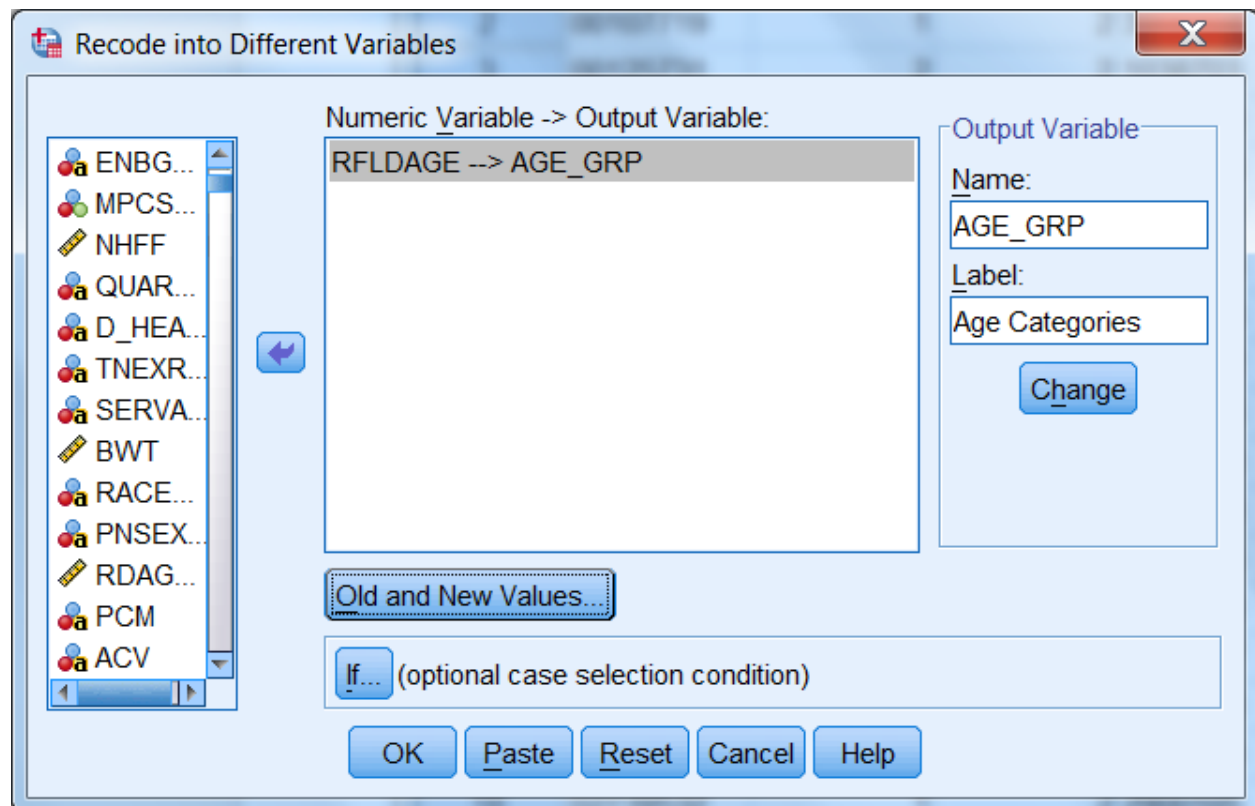 Recode into Different Variables
X
ENBG...
MPCS...
NHFF
QUAR...
D_HEA...
TNEXR...
SERVA...
BWT
RACE...
PNSEX...
RDAG...
PCM
ACV
Numeric Variable -> Output Variable:
RFLDAGE --> AGE_GRP
Old and New Values...
If... (optional case selection condition)
Output Variable
Name:
AGE_GRP
Label:
Age Categories
Change
OK Paste Reset Cancel Help